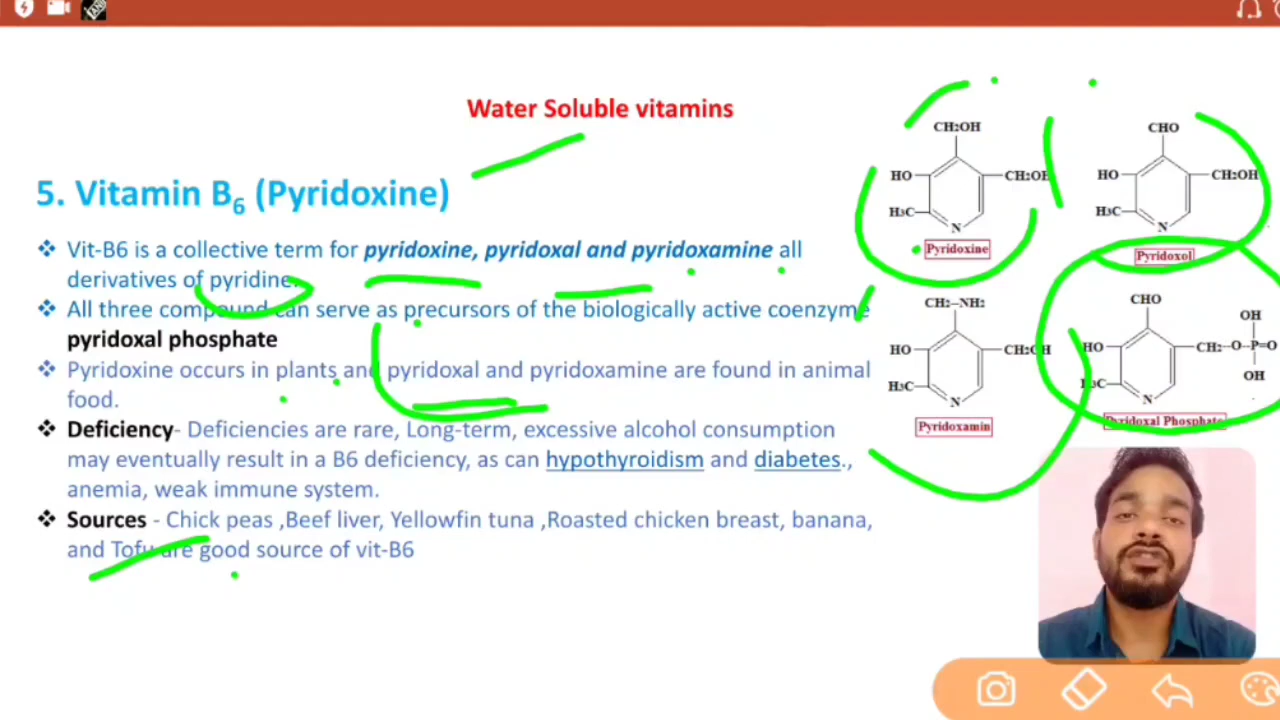 Water Soluble vitamins
5. Vitamin B6 (Pyridoxine)
❖ Vit-B6 is a collective term for pyridoxine, pyridoxal and pyridoxamine all
derivatives of pyridine.
❖ All three compound can serve as precursors of the biologically active coenzyme
pyridoxal phosphate
❖ Pyridoxine occurs in plants and pyridoxal and pyridoxamine are found in animal
food.
❖ Deficiency- Deficiencies are rare, Long-term, excessive alcohol consumption
may eventually result in a B6 deficiency, as can hypothyroidism and diabetes.,
anemia, weak immune system.
❖ Sources - Chick peas ,Beef liver, Yellowfin tuna ,Roasted chicken breast, banana,
and Tofu are good source of vit-B6
CH2OH
HO
CH2OH
H3C
N
Pyridoxine
CHO
HO
CH2OH
H3C
N
Pyridoxol
CH2-NH2
HO
CH2OH
H3C
N
Pyridoxamin
CHO
OH
HO
CH2-O-P=O
OH
H3C
N
Pyridoxal Phosphate